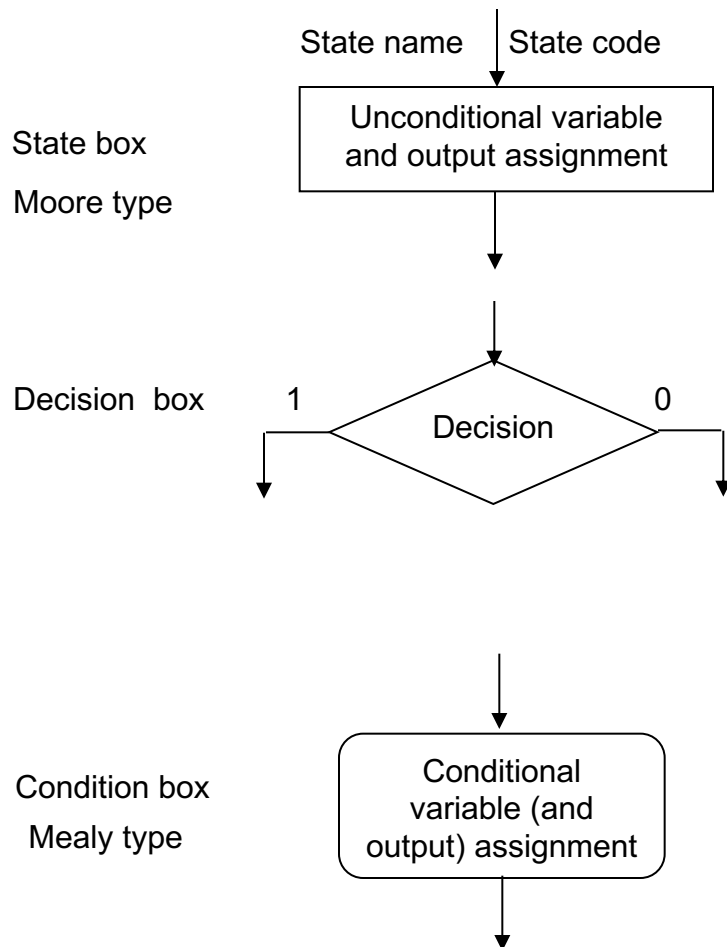 State name State code
Unconditional variable
and output assignment
State box
Moore type
Decision box
1
0
Decision
Condition box
Mealy type
Conditional
variable (and
output) assignment